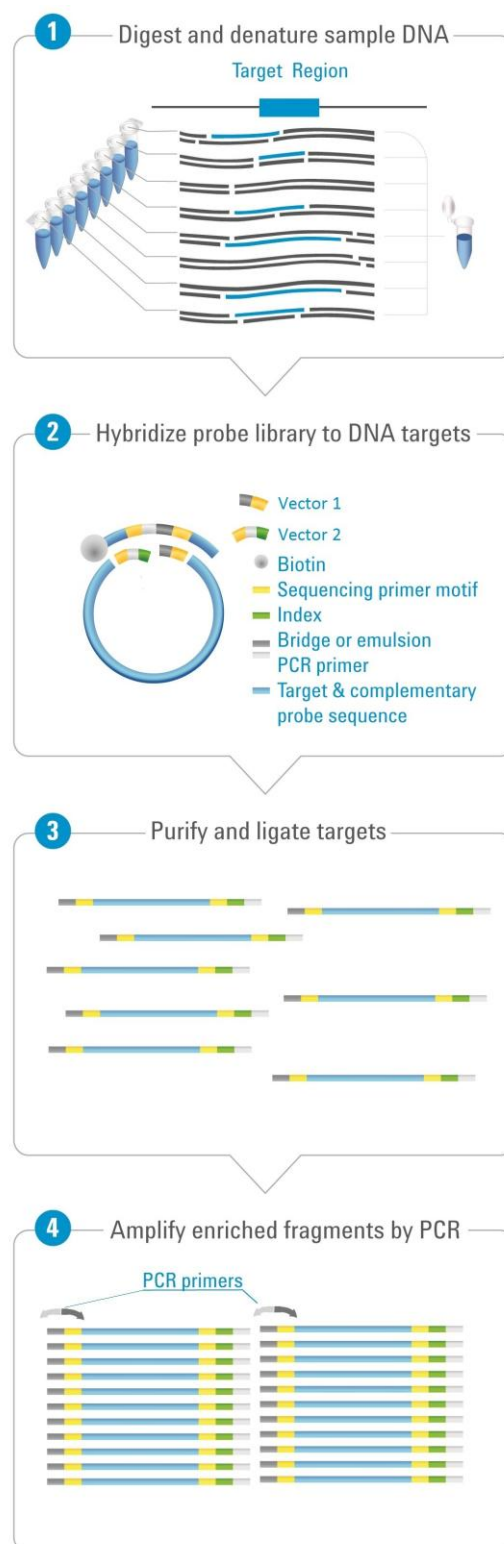 1 Digest and denature sample DNA
Target Region
2 Hybridize probe library to DNA targets
Vector 1
Vector 2
Biotin
Sequencing primer motif
Index
Bridge or emulsion
PCR primer
Target & complementary
probe sequence
3 Purify and ligate targets
4 Amplify enriched fragments by PCR
PCR primers